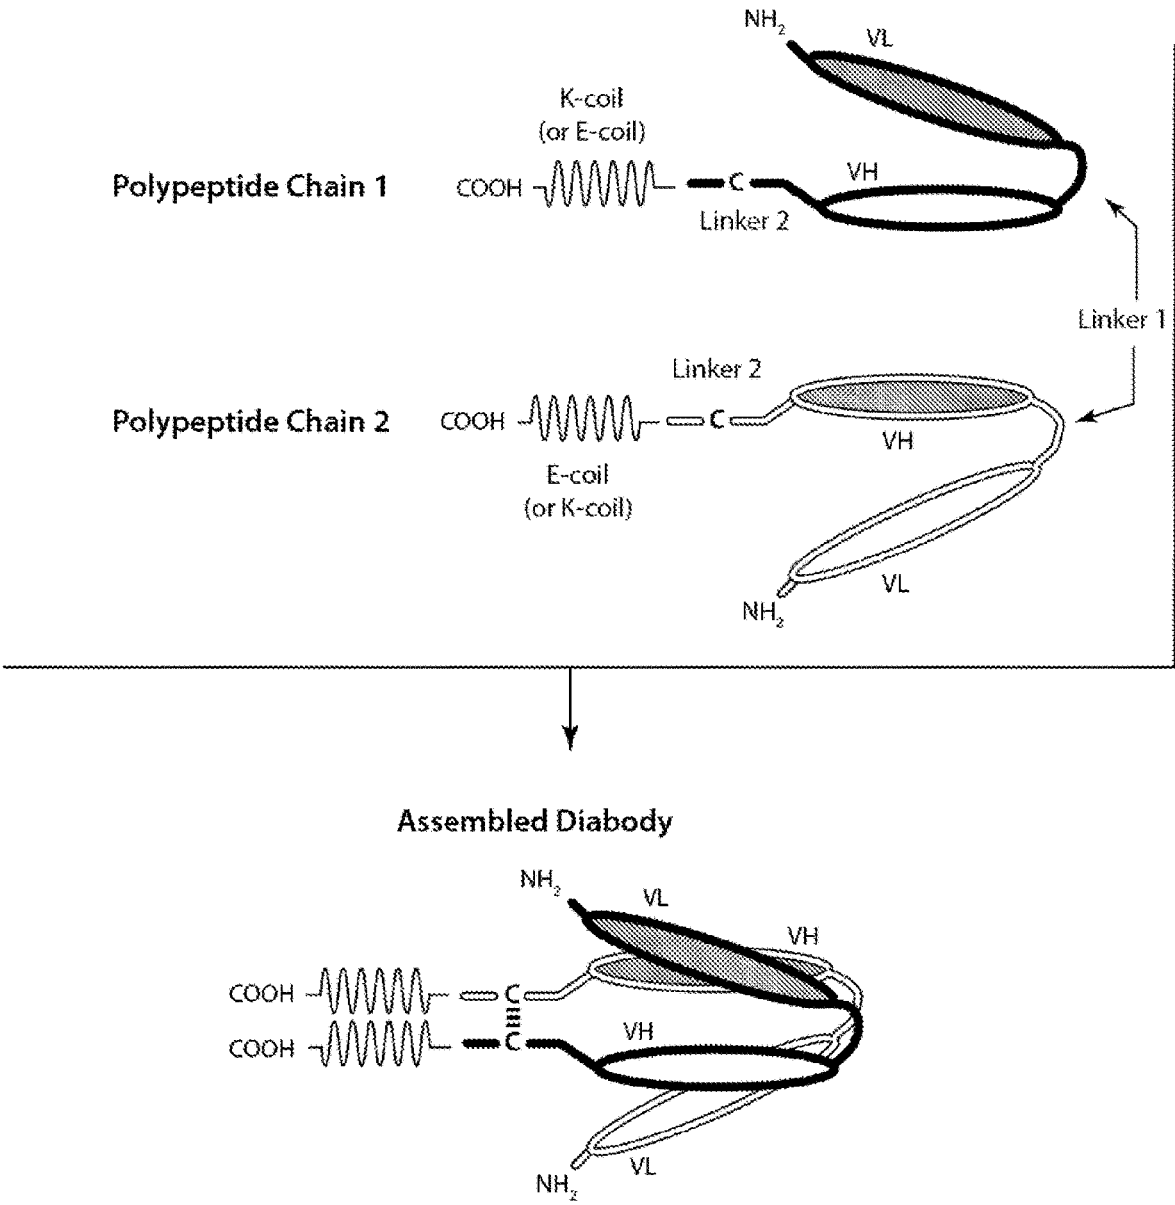 NH₂
VL
K-coil
(or E-coil)
Polypeptide Chain 1
COOH
C
VH
Linker 2
Linker 1
Linker 2
Polypeptide Chain 2
COOH
C
VH
E-coil
(or K-coil)
VL
NH₂
Assembled Diabody
NH₂
VL
VH
COOH
C
COOH
C
VH
VL
NH₂